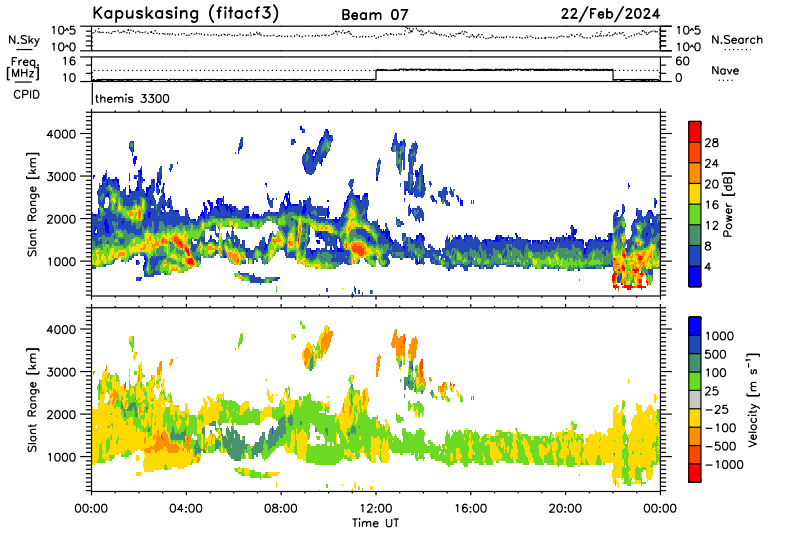 Kapuskasing (fitacf3) Beam 07 22/Feb/2024
N.Sky 10^5 10^0 10^5 10^0 N.Search
Freq. [MHz] 16 10 60 0 Nave
CPID themis 3300
Slant Range [km] 4000 3000 2000 1000
Power [dB] 28 24 20 16 12 8 4
Slant Range [km] 4000 3000 2000 1000
Velocity [m s⁻¹] 1000 500 100 25 −25 −100 −500 −1000
00:00 04:00 08:00 12:00 16:00 20:00 00:00
Time UT